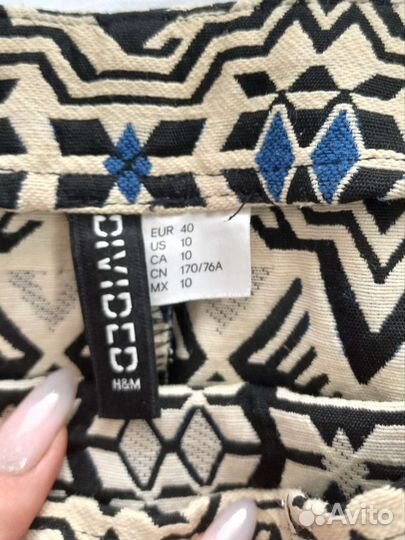 DIVIDED
H&M
EUR 40
US 10
CA 10
CN 170/76A
MX 10
Avito